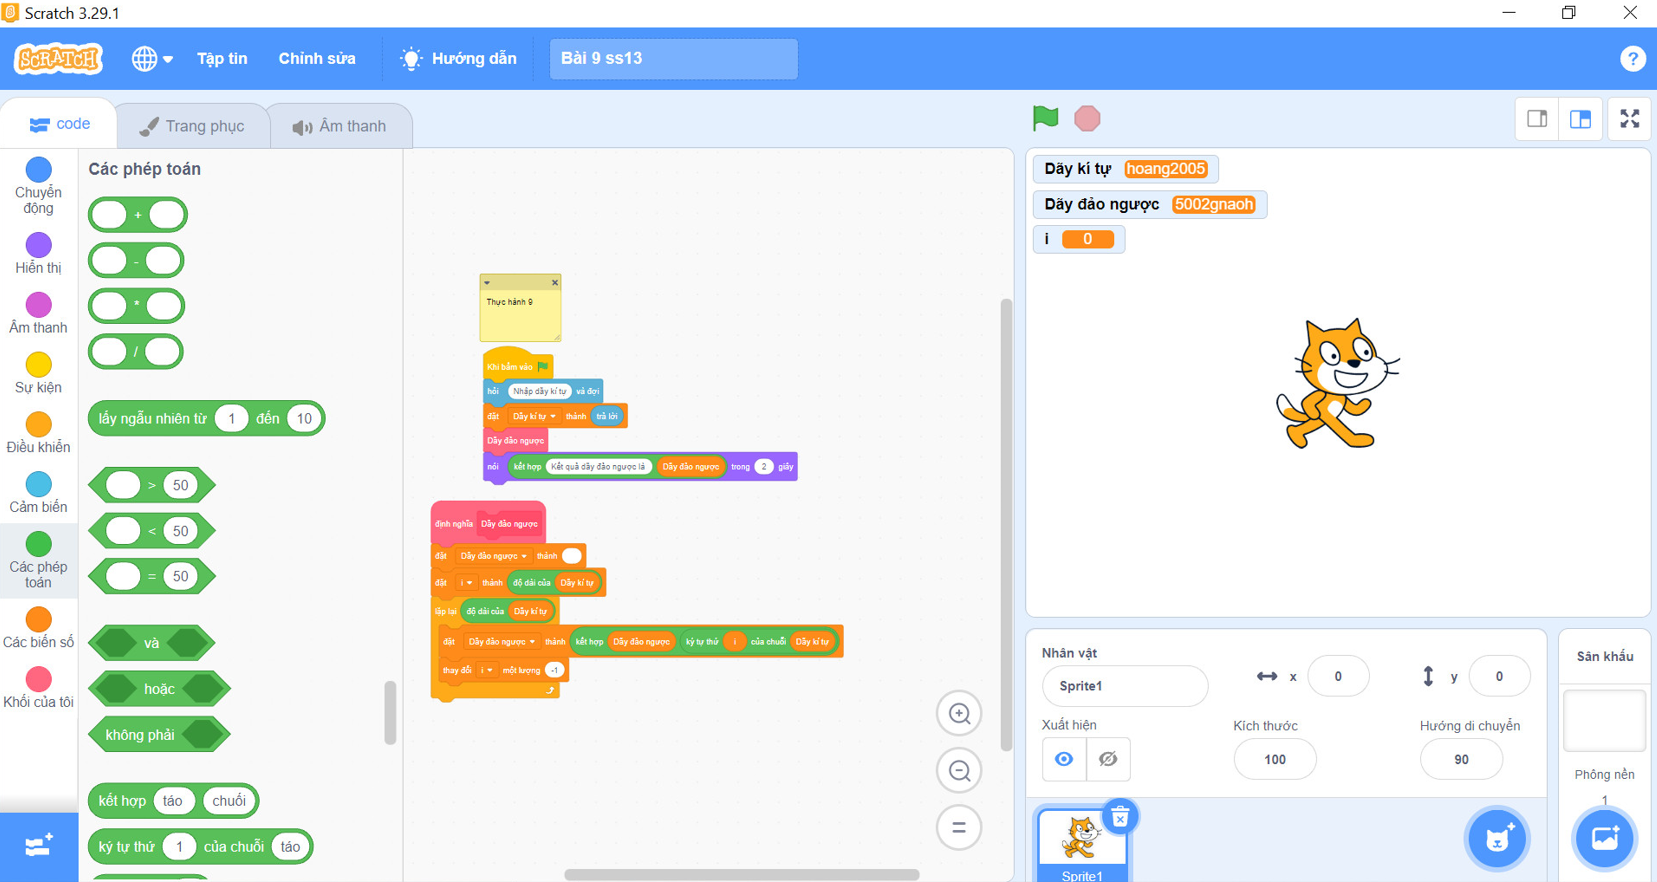 Scratch 3.29.1
SCRATCH
Tập tin
Chỉnh sửa
Hướng dẫn
Bài 9 ss13
?
code
Trang phục
Âm thanh
Chuyển động
Hiển thị
Âm thanh
Sự kiện
Điều khiển
Cảm biến
Các phép toán
Các biến số
Khối của tôi
Các phép toán
+
-
*
/
lấy ngẫu nhiên từ 1 đến 10
> 50
< 50
= 50
và
hoặc
không phải
kết hợp táo chuối
ký tự thứ 1 của chuỗi táo
Thực hành 9
Khi bấm vào
hỏi Nhập dãy kí tự và đợi
đặt Dãy kí tự thành trả lời
Dãy đảo ngược
nói kết hợp Kết quả dãy đảo ngược là Dãy đảo ngược trong 2 giây
định nghĩa Dãy đảo ngược
đặt Dãy đảo ngược thành
đặt i thành độ dài của Dãy kí tự
lặp lại độ dài của Dãy kí tự
đặt Dãy đảo ngược thành kết hợp Dãy đảo ngược ký tự thứ i của chuỗi Dãy kí tự
thay đổi i một lượng -1
Dãy kí tự hoang2005
Dãy đảo ngược 5002gnaoh
i 0
Nhân vật
Sprite1
x 0
y 0
Xuất hiện
Kích thước
100
Hướng di chuyển
90
Sprite1
Sân khấu
Phông nền
1